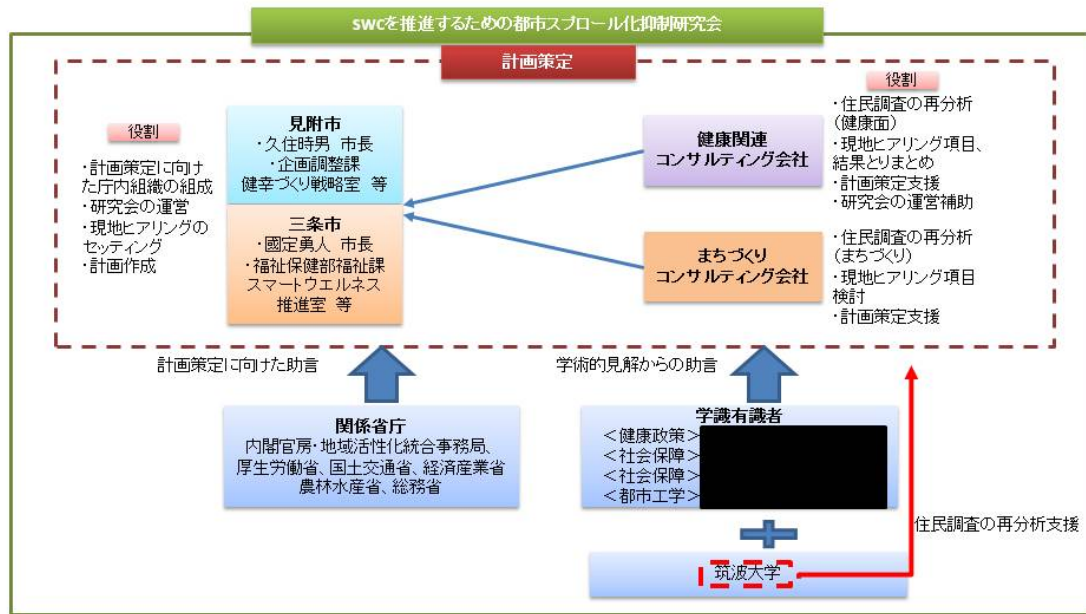 swcを推進するための都市スプロール化抑制研究会
計画策定
役割
・計画策定に向け
た庁内組織の組成
・研究会の運営
・現地ヒアリングの
セッティング
・計画作成
見附市
・久住時男 市長
・企画調整課
健幸づくり戦略室 等
三条市
・國定勇人 市長
・福祉保健部福祉課
スマートウエルネス
推進室 等
健康関連
コンサルティング会社
まちづくり
コンサルティング会社
役割
・住民調査の再分析
(健康面)
・現地ヒアリング項目、
結果とりまとめ
・計画策定支援
・研究会の運営補助
・住民調査の再分析
(まちづくり)
・現地ヒアリング項目
検討
・計画策定支援
計画策定に向けた助言
学術的見解からの助言
関係省庁
内閣官房・地域活性化統合事務局、
厚生労働省、国土交通省、経済産業省
農林水産省、総務省
学識有識者
＜健康政策＞
＜社会保障＞
＜社会保障＞
＜都市工学＞
住民調査の再分析支援
筑波大学